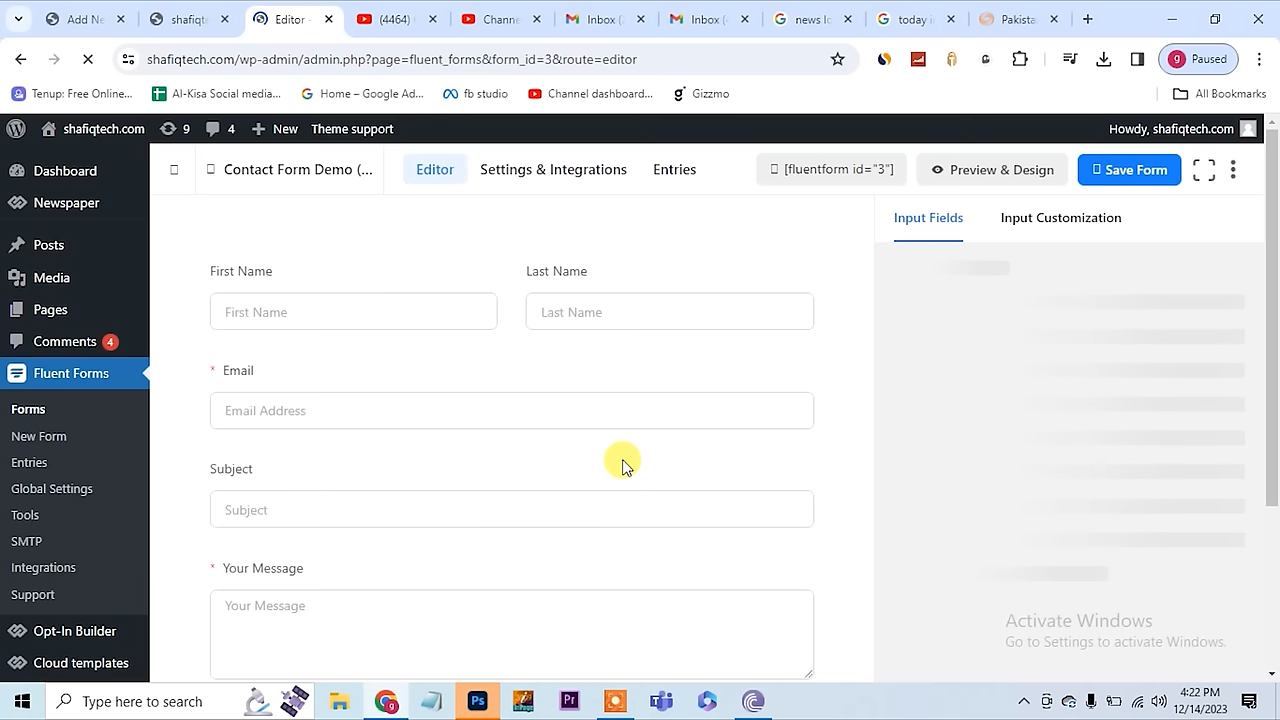 Add Ne
shafiqte
Editor -
(4464)
Channe
Inbox (
Inbox (
news lo
today i
Pakista
shafiqtech.com/wp-admin/admin.php?page=fluent_forms&form_id=3&route=editor
g Paused
Tenup: Free Onlin...
Al-Kisa Social media...
Home – Google Ad...
fb studio
Channel dashboard...
Gizmmo
All Bookmarks
shafiqtech.com
9
4
New
Theme support
Howdy, shafiqtech.com
Dashboard
Newspaper
Posts
Media
Pages
Comments 4
Fluent Forms
Forms
New Form
Entries
Global Settings
Tools
SMTP
Integrations
Support
Opt-In Builder
Cloud templates
Contact Form Demo (...
Editor
Settings & Integrations
Entries
[fluentform id="3"]
Preview & Design
Save Form
Input Fields
Input Customization
First Name
Last Name
First Name
Last Name
* Email
Email Address
Subject
Subject
* Your Message
Your Message
Activate Windows
Go to Settings to activate Windows.
Type here to search
Ps
Pr
4:22 PM
12/14/2023